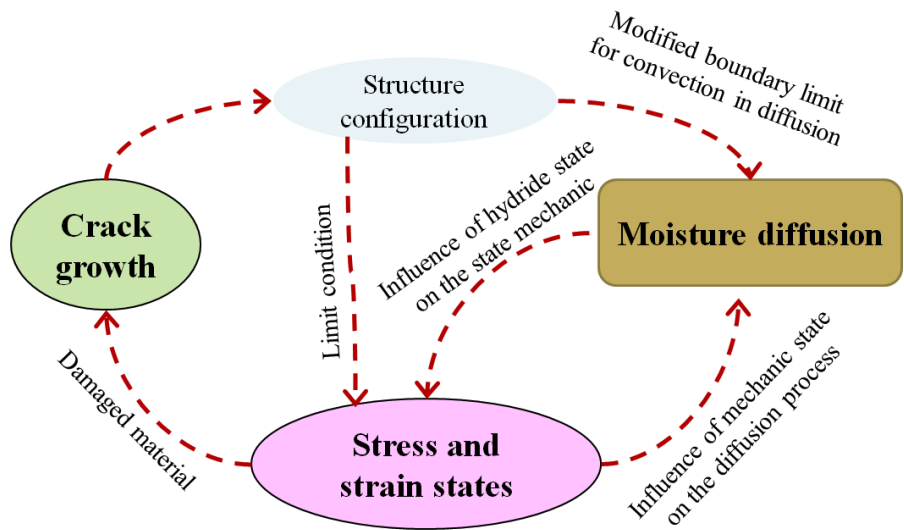 Structure
configuration
Modified boundary limit
for convection in diffusion
Crack
growth
Limit condition
Influence of hydride state
on the state mechanic
Moisture diffusion
Damaged material
Stress and
strain states
Influence of mechanic state
on the diffusion process